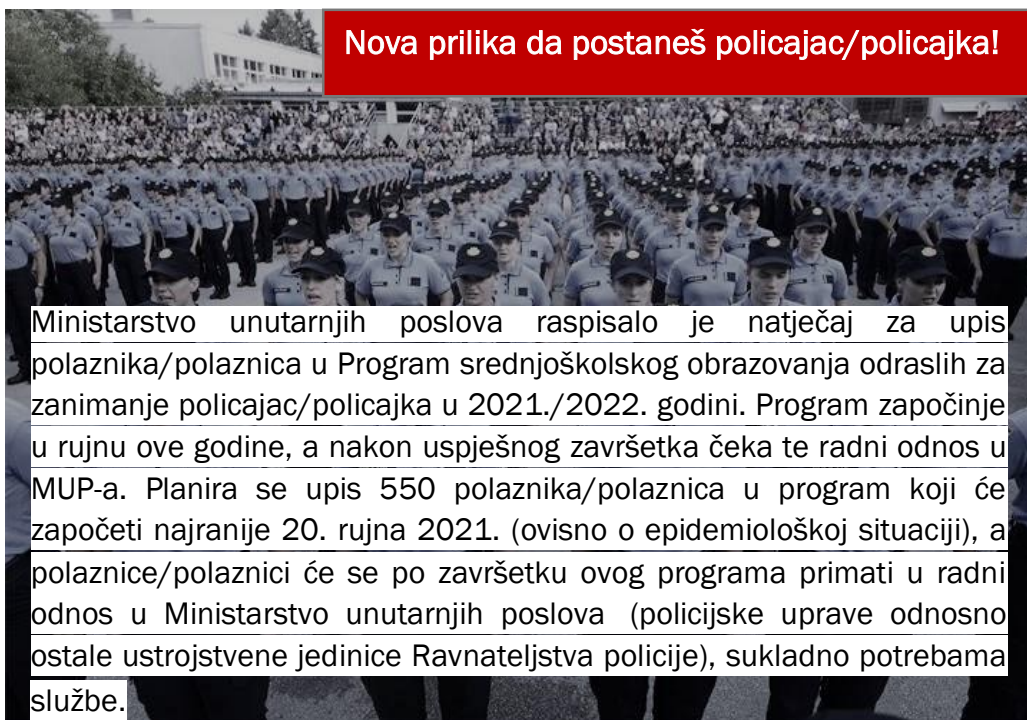 Nova prilika da postaneš policajac/policajka!
Ministarstvo unutarnjih poslova raspisalo je natječaj za upis
polaznika/polaznica u Program srednjoškolskog obrazovanja odraslih za
zanimanje policajac/policajka u 2021./2022. godini. Program započinje
u rujnu ove godine, a nakon uspješnog završetka čeka te radni odnos u
MUP-a. Planira se upis 550 polaznika/polaznica u program koji će
započeti najranije 20. rujna 2021. (ovisno o epidemiološkoj situaciji), a
polaznice/polaznici će se po završetku ovog programa primati u radni
odnos u Ministarstvo unutarnjih poslova (policijske uprave odnosno
ostale ustrojstvene jedinice Ravnateljstva policije), sukladno potrebama
službe.